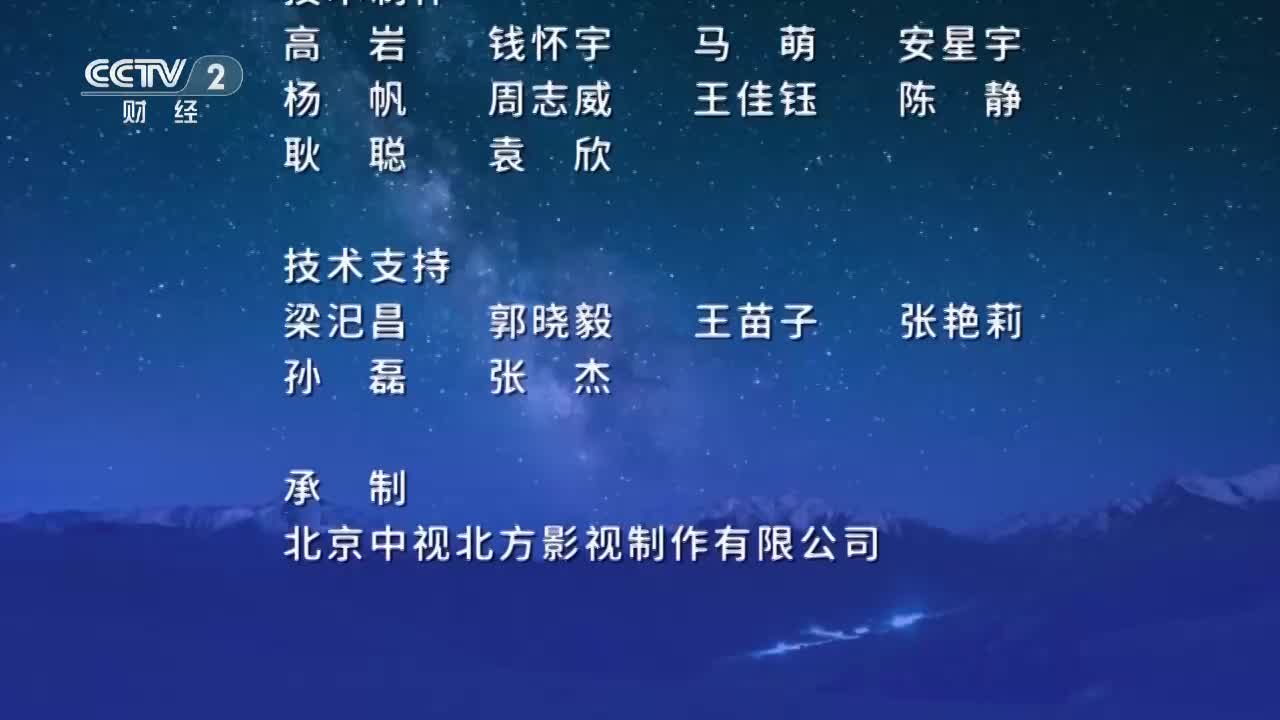 CCTV 2
财 经
高 岩 钱怀宇 马 萌 安星宇
杨 帆 周志威 王佳钰 陈 静
耿 聪 袁 欣
技术支持
梁汜昌 郭晓毅 王苗子 张艳莉
孙 磊 张 杰
承 制
北京中视北方影视制作有限公司